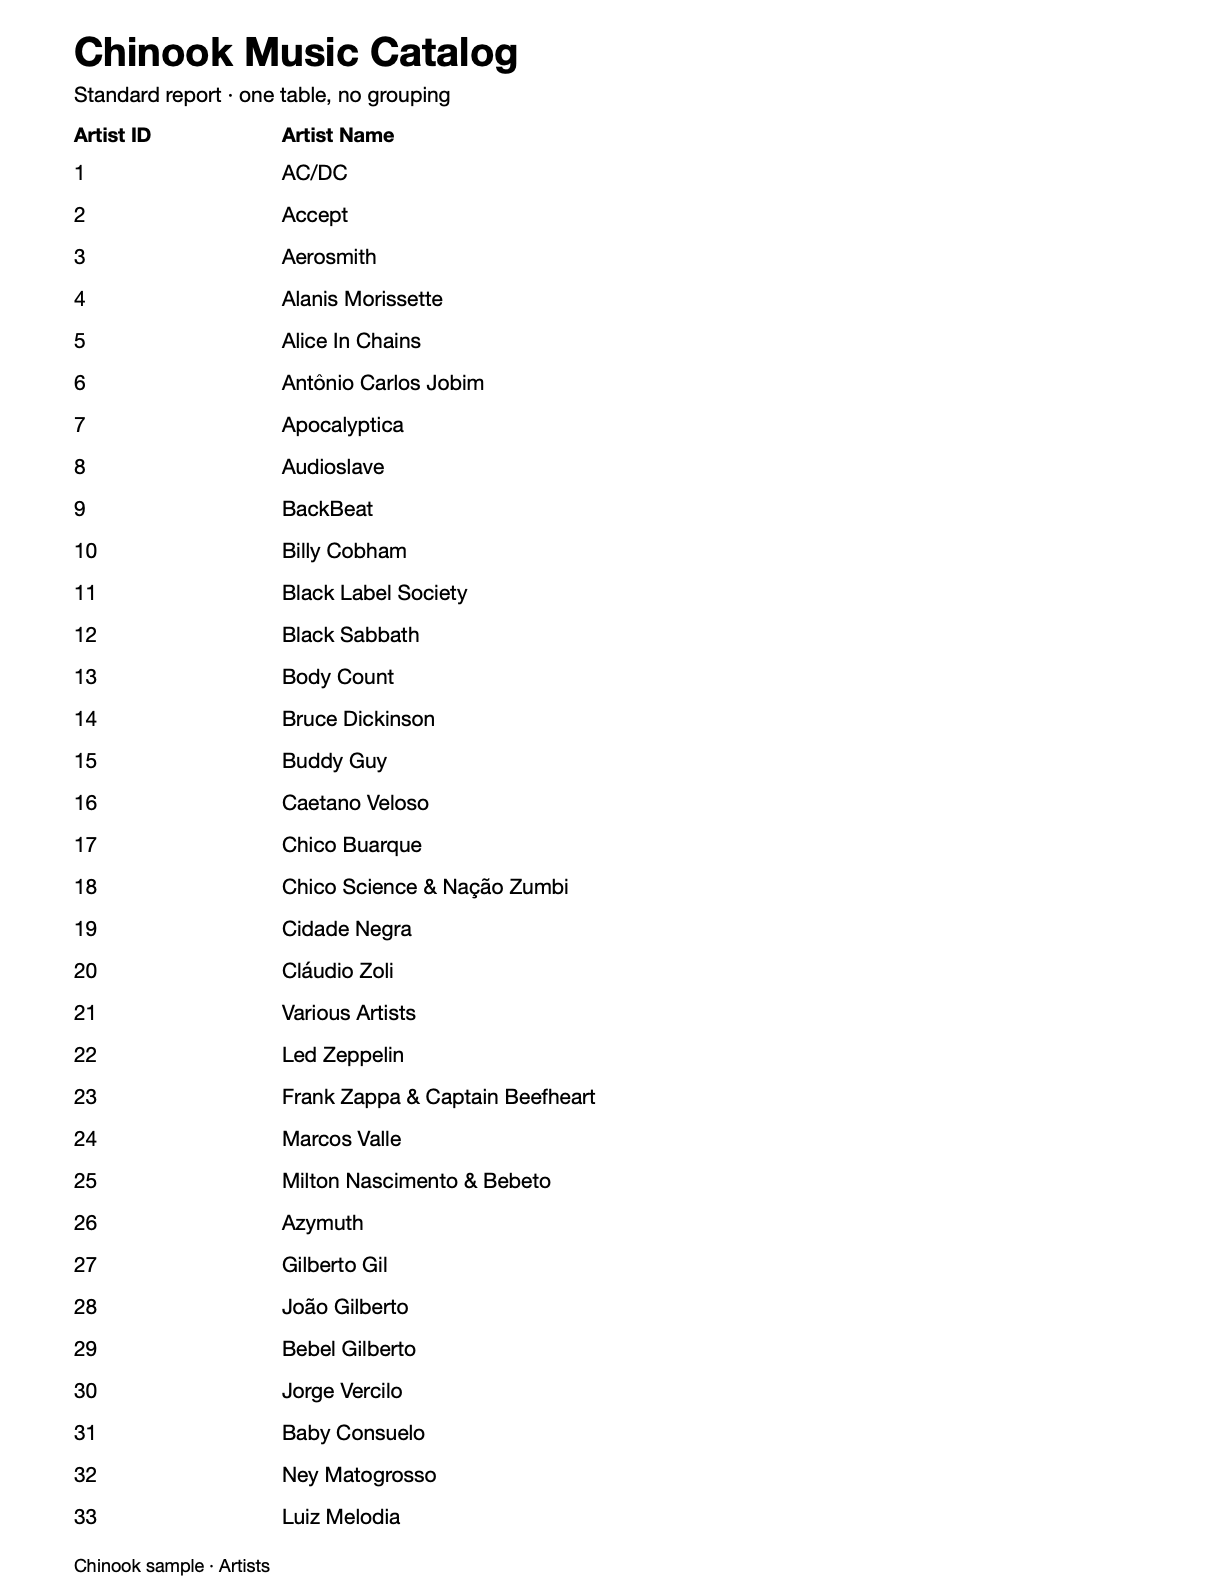 Chinook Music Catalog
Standard report · one table, no grouping
Artist ID Artist Name
1 AC/DC
2 Accept
3 Aerosmith
4 Alanis Morissette
5 Alice In Chains
6 Antônio Carlos Jobim
7 Apocalyptica
8 Audioslave
9 BackBeat
10 Billy Cobham
11 Black Label Society
12 Black Sabbath
13 Body Count
14 Bruce Dickinson
15 Buddy Guy
16 Caetano Veloso
17 Chico Buarque
18 Chico Science & Nação Zumbi
19 Cidade Negra
20 Cláudio Zoli
21 Various Artists
22 Led Zeppelin
23 Frank Zappa & Captain Beefheart
24 Marcos Valle
25 Milton Nascimento & Bebeto
26 Azymuth
27 Gilberto Gil
28 João Gilberto
29 Bebel Gilberto
30 Jorge Vercilo
31 Baby Consuelo
32 Ney Matogrosso
33 Luiz Melodia
Chinook sample · Artists